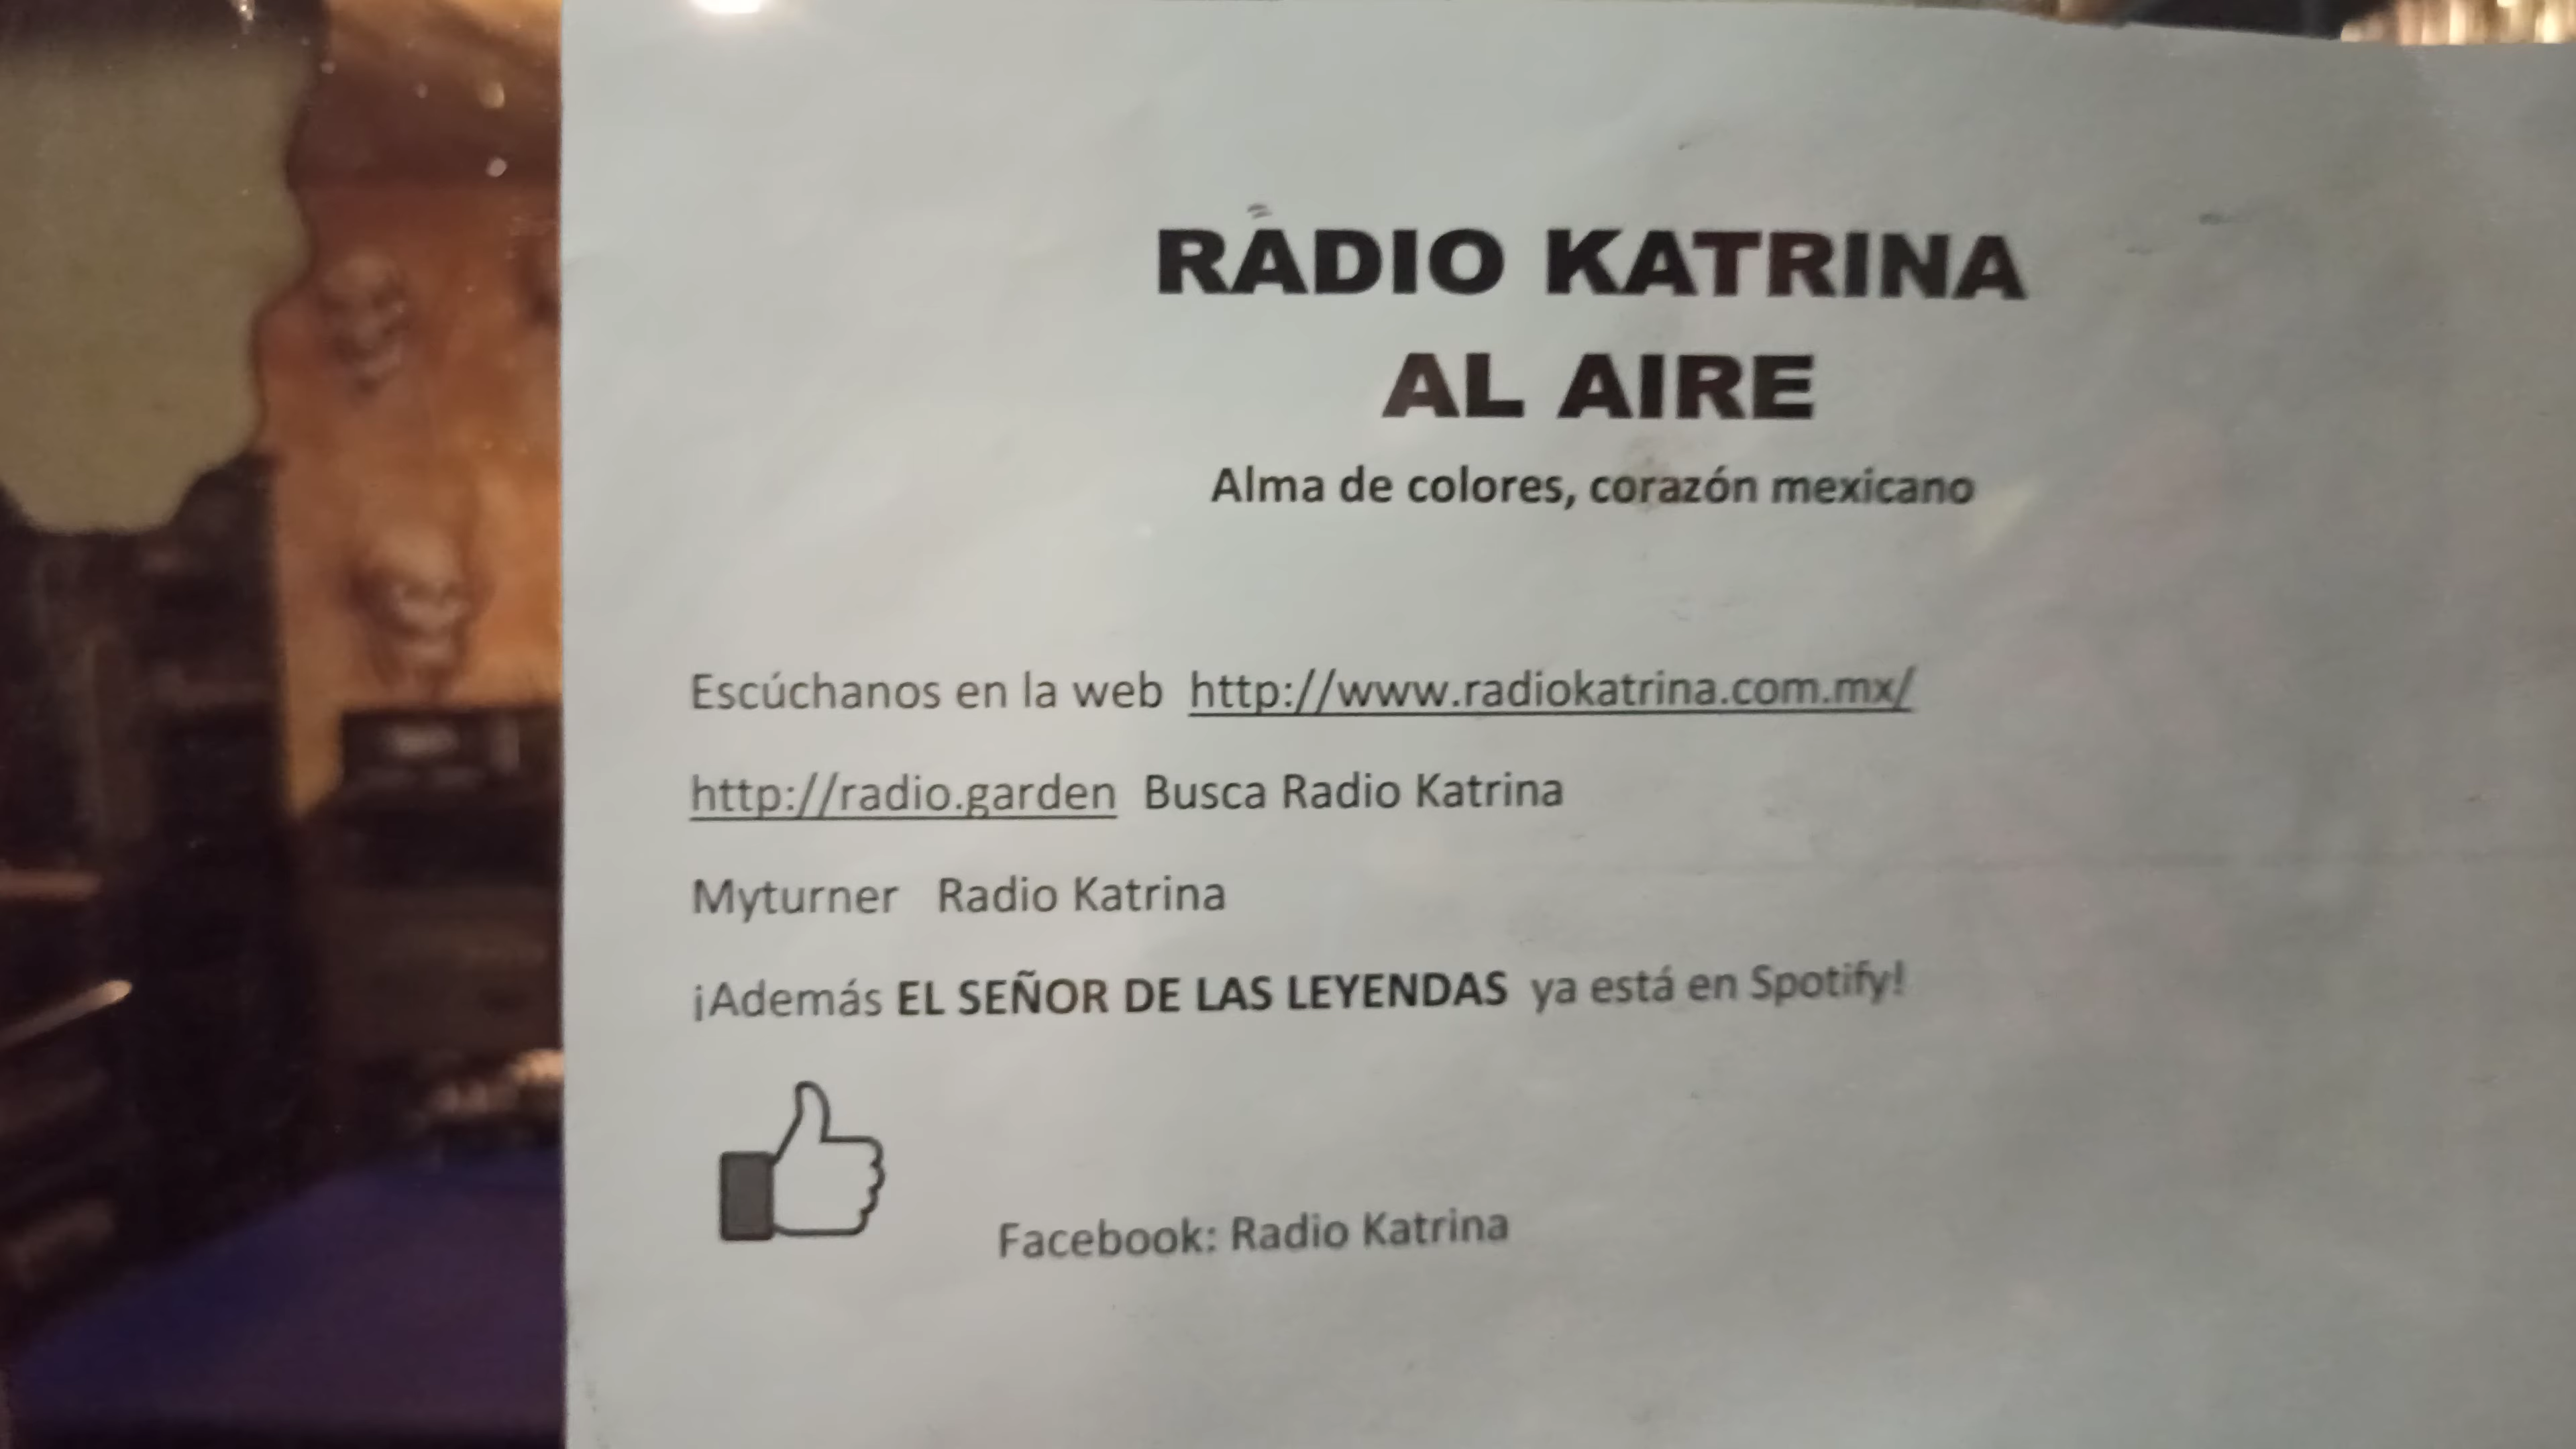 RADIO KATRINA
AL AIRE
Alma de colores, corazón mexicano
Escúchanos en la web http://www.radiokatrina.com.mx/
http://radio.garden Busca Radio Katrina
Myturner Radio Katrina
¡Además EL SEÑOR DE LAS LEYENDAS ya está en Spotify!
Facebook: Radio Katrina